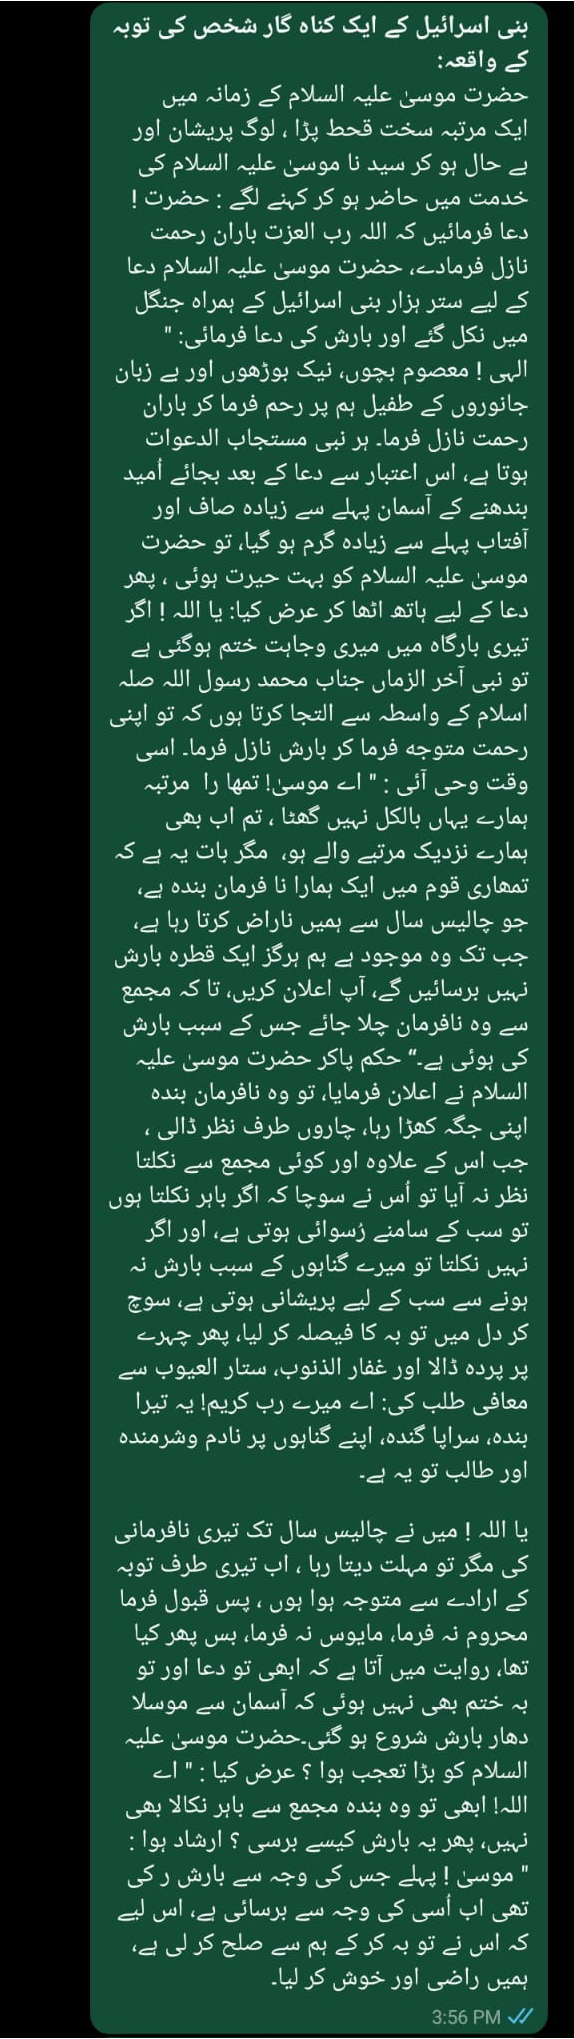 بنی اسرائیل کے ایک کناہ گار شخص کی توبہ
کے واقعہ:
حضرت موسیٰ علیہ السلام کے زمانہ میں
ایک مرتبہ سخت قحط پڑا ، لوگ پریشان اور
بے حال ہو کر سید نا موسیٰ علیہ السلام کی
خدمت میں حاضر ہو کر کہنے لگے : حضرت !
دعا فرمائیں کہ اللہ رب العزت باران رحمت
نازل فرمادے، حضرت موسیٰ علیہ السلام دعا
کے لیے ستر ہزار بنی اسرائیل کے ہمراہ جنگل
میں نکل گئے اور بارش کی دعا فرمائی: "
الہی ! معصوم بچوں، نیک بوڑھوں اور بے زبان
جانوروں کے طفیل ہم پر رحم فرما کر باران
رحمت نازل فرما۔ ہر نبی مستجاب الدعوات
ہوتا ہے، اس اعتبار سے دعا کے بعد بجائے اُمید
بندھنے کے آسمان پہلے سے زیادہ صاف اور
آفتاب پہلے سے زیادہ گرم ہو گیا، تو حضرت
موسیٰ علیہ السلام کو بہت حیرت ہوئی ، پھر
دعا کے لیے ہاتھ اٹھا کر عرض کیا: یا اللہ ! اگر
تیری بارگاہ میں میری وجاہت ختم ہوگئی ہے
تو نبی آخر الزماں جناب محمد رسول اللہ صلہ
اسلام کے واسطہ سے التجا کرتا ہوں کہ تو اپنی
رحمت متوجہ فرما کر بارش نازل فرما۔ اسی
وقت وحی آئی : " اے موسیٰ! تمھا را مرتبہ
ہمارے یہاں بالکل نہیں گھٹا ، تم اب بھی
ہمارے نزدیک مرتبے والے ہو، مگر بات یہ ہے کہ
تمھاری قوم میں ایک ہمارا نا فرمان بندہ ہے،
جو چالیس سال سے ہمیں ناراض کرتا رہا ہے،
جب تک وہ موجود ہے ہم ہرگز ایک قطرہ بارش
نہیں برسائیں گے، آپ اعلان کریں، تا کہ مجمع
سے وہ نافرمان چلا جائے جس کے سبب بارش
کی ہوئی ہے۔“ حکم پاکر حضرت موسیٰ علیہ
السلام نے اعلان فرمایا، تو وہ نافرمان بندہ
اپنی جگہ کھڑا رہا، چاروں طرف نظر ڈالی ،
جب اس کے علاوہ اور کوئی مجمع سے نکلتا
نظر نہ آیا تو اُس نے سوچا کہ اگر باہر نکلتا ہوں
تو سب کے سامنے رُسوائی ہوتی ہے، اور اگر
نہیں نکلتا تو میرے گناہوں کے سبب بارش نہ
ہونے سے سب کے لیے پریشانی ہوتی ہے، سوچ
کر دل میں تو بہ کا فیصلہ کر لیا، پھر چہرے
پر پردہ ڈالا اور غفار الذنوب، ستار العیوب سے
معافی طلب کی: اے میرے رب کریم! یہ تیرا
بندہ، سراپا گندہ، اپنے گناہوں پر نادم وشرمندہ
اور طالب تو یہ ہے۔
یا اللہ ! میں نے چالیس سال تک تیری نافرمانی
کی مگر تو مہلت دیتا رہا ، اب تیری طرف توبہ
کے ارادے سے متوجہ ہوا ہوں ، پس قبول فرما
محروم نہ فرما، مایوس نہ فرما، بس پھر کیا
تھا، روایت میں آتا ہے کہ ابھی تو دعا اور تو
بہ ختم بھی نہیں ہوئی کہ آسمان سے موسلا
دھار بارش شروع ہو گئی۔حضرت موسیٰ علیہ
السلام کو بڑا تعجب ہوا ؟ عرض کیا : " اے
اللہ! ابھی تو وہ بندہ مجمع سے باہر نکالا بھی
نہیں، پھر یہ بارش کیسے برسی ؟ ارشاد ہوا :
" موسیٰ ! پہلے جس کی وجہ سے بارش ر کی
تھی اب اُسی کی وجہ سے برسائی ہے، اس لیے
کہ اس نے تو بہ کر کے ہم سے صلح کر لی ہے،
ہمیں راضی اور خوش کر لیا۔
3:56 PM